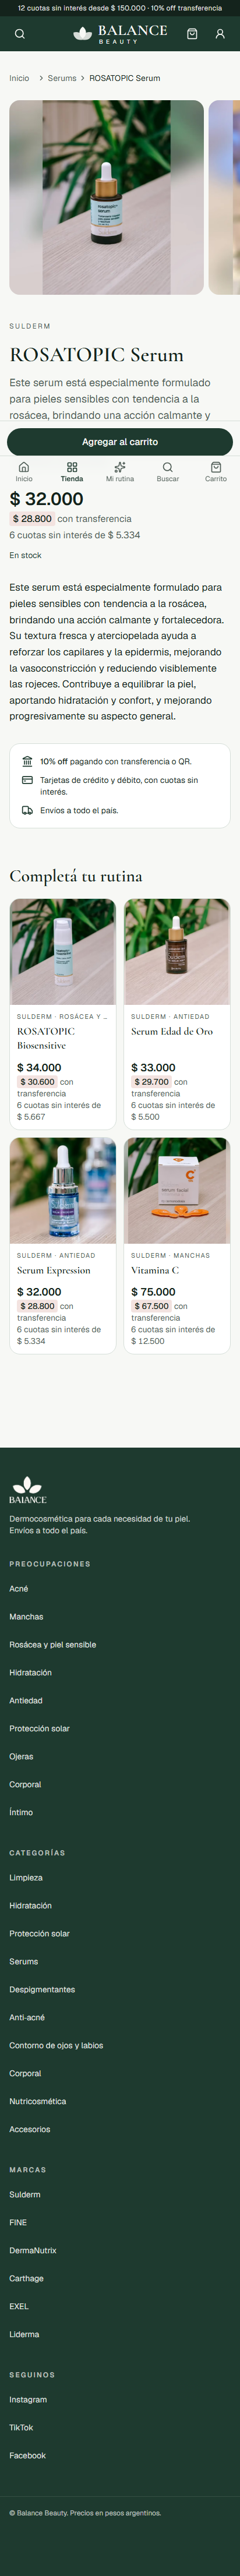 12 cuotas sin interés desde $ 150.000 · 10% off transferencia
BALANCE
BEAUTY
Inicio > Serums > ROSATOPIC Serum
rosatopic
serum
SULDERM
ROSATOPIC Serum
Este serum está especialmente formulado
para pieles sensibles con tendencia a la
rosácea, brindando una acción calmante y
Agregar al carrito
Inicio Tienda Mi rutina Buscar Carrito
$ 32.000
$ 28.800 con transferencia
6 cuotas sin interés de $ 5.334
En stock
Este serum está especialmente formulado para
pieles sensibles con tendencia a la rosácea,
brindando una acción calmante y fortalecedora.
Su textura fresca y aterciopelada ayuda a
reforzar los capilares y la epidermis, mejorando
la vasoconstricción y reduciendo visiblemente
las rojeces. Contribuye a equilibrar la piel,
aportando hidratación y confort, y mejorando
progresivamente su aspecto general.
10% off pagando con transferencia o QR.
Tarjetas de crédito y débito, con cuotas sin
interés.
Envíos a todo el país.
Completá tu rutina
SULDERM · ROSÁCEA Y …
ROSATOPIC
Biosensitive
$ 34.000
$ 30.600 con
transferencia
6 cuotas sin interés de
$ 5.667
SULDERM · ANTIEDAD
Serum Edad de Oro
$ 33.000
$ 29.700 con
transferencia
6 cuotas sin interés de
$ 5.500
SULDERM · ANTIEDAD
Serum Expression
$ 32.000
$ 28.800 con
transferencia
6 cuotas sin interés de
$ 5.334
serum facial
SULDERM · MANCHAS
Vitamina C
$ 75.000
$ 67.500 con
transferencia
6 cuotas sin interés de
$ 12.500
BALANCE
Dermocosmética para cada necesidad de tu piel.
Envíos a todo el país.
PREOCUPACIONES
Acné
Manchas
Rosácea y piel sensible
Hidratación
Antiedad
Protección solar
Ojeras
Corporal
Íntimo
CATEGORÍAS
Limpieza
Hidratación
Protección solar
Serums
Despigmentantes
Anti-acné
Contorno de ojos y labios
Corporal
Nutricosmética
Accesorios
MARCAS
Sulderm
FINE
DermaNutrix
Carthage
EXEL
Liderma
SEGUINOS
Instagram
TikTok
Facebook
© Balance Beauty. Precios en pesos argentinos.